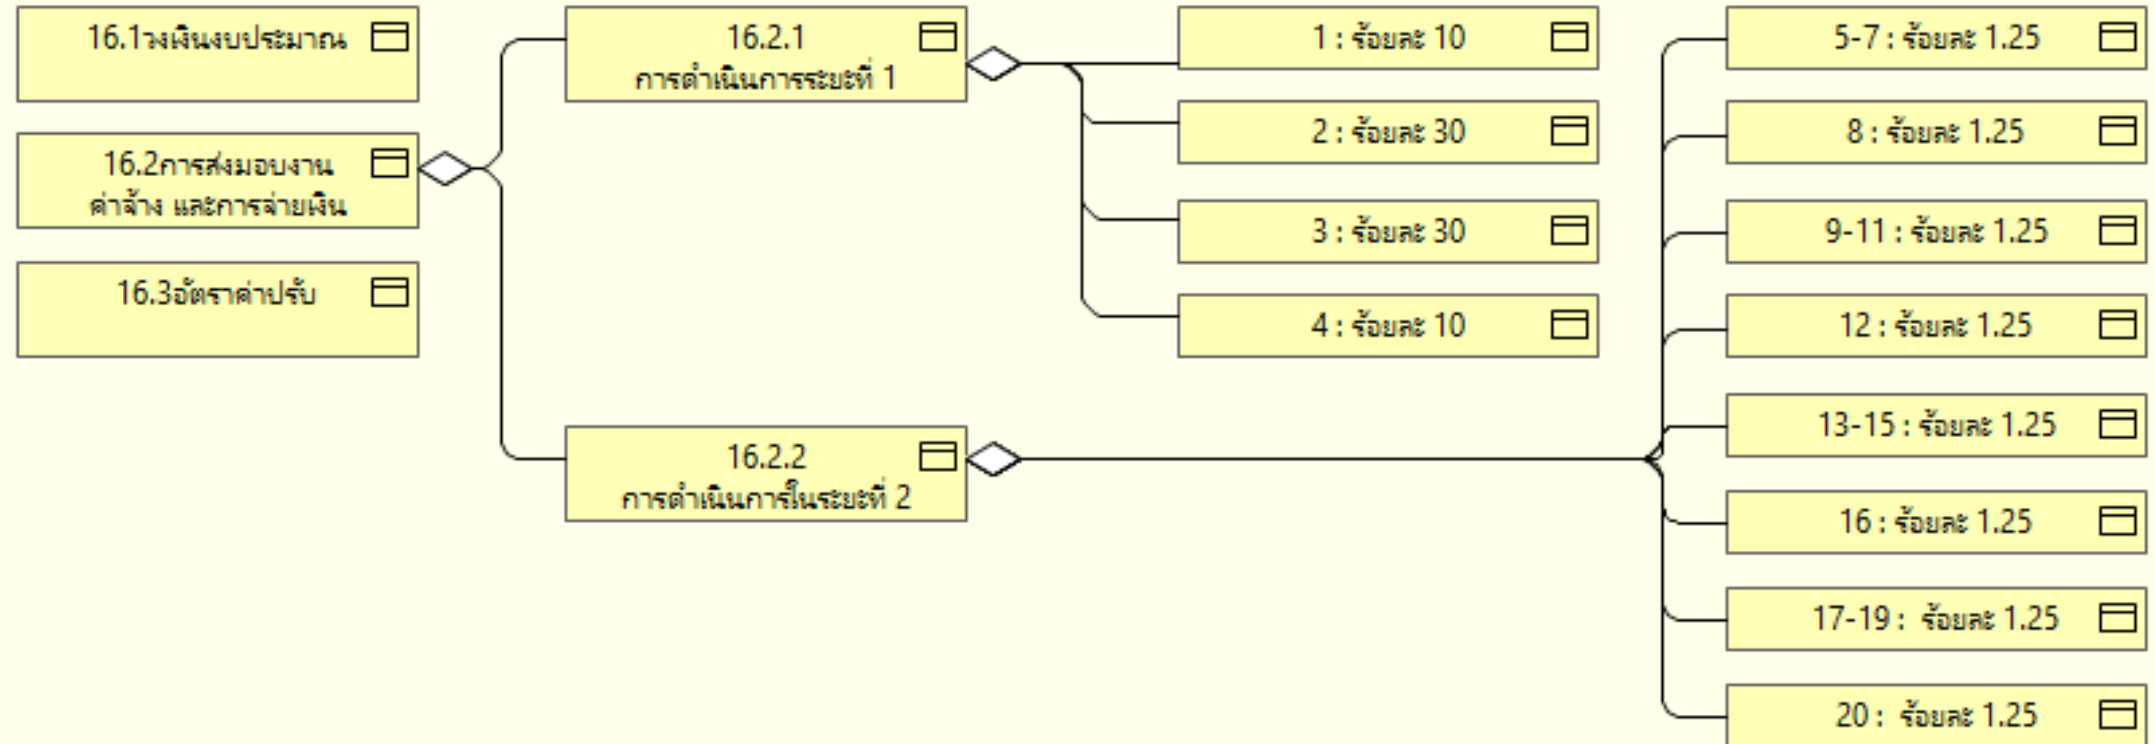 16.1วงเงินงบประมาณ
16.2การส่งมอบงาน
ค่าจ้าง และการจ่ายเงิน
16.3อัตราค่าปรับ
16.2.1
การดำเนินการระยะที่ 1
16.2.2
การดำเนินการในระยะที่ 2
1 : ร้อยละ 10
2 : ร้อยละ 30
3 : ร้อยละ 30
4 : ร้อยละ 10
5-7 : ร้อยละ 1.25
8 : ร้อยละ 1.25
9-11 : ร้อยละ 1.25
12 : ร้อยละ 1.25
13-15 : ร้อยละ 1.25
16 : ร้อยละ 1.25
17-19 :  ร้อยละ 1.25
20 :  ร้อยละ 1.25